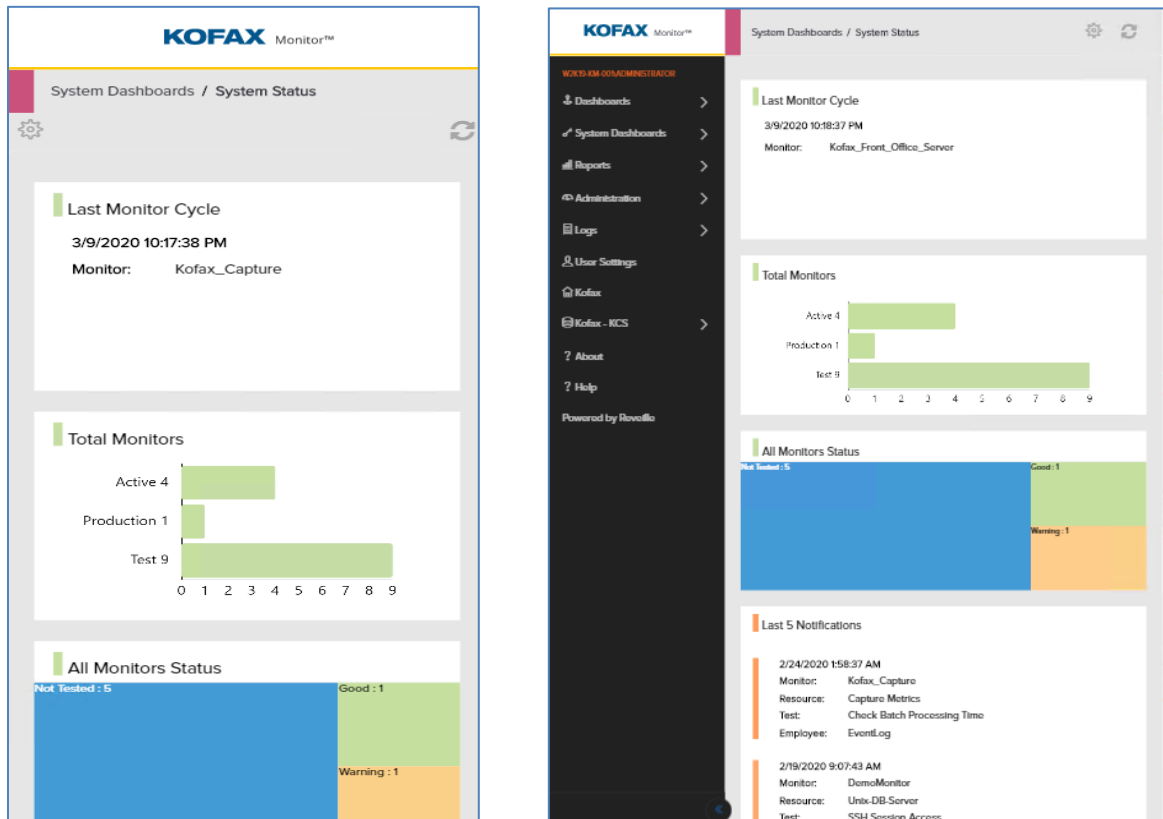 KOFAX Monitor™
System Dashboards / System Status
Last Monitor Cycle
3/9/2020 10:17:38 PM
Monitor: Kofax_Capture
Total Monitors
Active 4
Production 1
Test 9
0 1 2 3 4 5 6 7 8 9
All Monitors Status
Not Tested : 5
Good : 1
Warning : 1
KOFAX Monitor™
System Dashboards / System Status
W2K19-KM-001\ADMINISTRATOR
Dashboards
System Dashboards
Reports
Administration
Logs
User Settings
Kofax
Kofax - KCS
? About
? Help
Powered by Reveille
Last Monitor Cycle
3/9/2020 10:18:37 PM
Monitor: Kofax_Front_Office_Server
Total Monitors
Active 4
Production 1
Test 9
0 1 2 3 4 5 6 7 8 9
All Monitors Status
Not Tested : 5
Good : 1
Warning : 1
Last 5 Notifications
2/24/2020 1:58:37 AM
Monitor: Kofax_Capture
Resource: Capture Metrics
Test: Check Batch Processing Time
Employee: EventLog
2/19/2020 9:07:43 AM
Monitor: DemoMonitor
Resource: Unix-DB-Server
Test: SSH Session Access